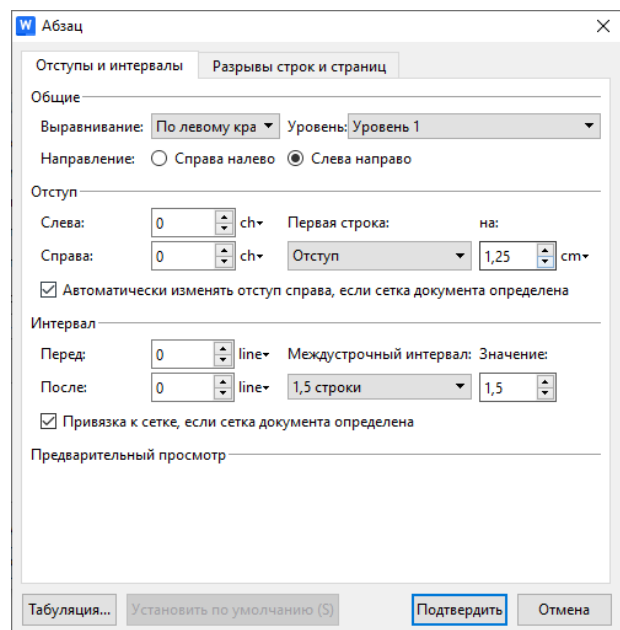 W Абзац
Отступы и интервалы Разрывы строк и страниц
Общие
Выравнивание: По левому кра Уровень: Уровень 1
Направление: Справа налево Слева направо
Отступ
Слева: 0 ch Первая строка: на:
Справа: 0 ch Отступ 1,25 cm
Автоматически изменять отступ справа, если сетка документа определена
Интервал
Перед: 0 line Междустрочный интервал: Значение:
После: 0 line 1,5 строки 1,5
Привязка к сетке, если сетка документа определена
Предварительный просмотр
Табуляция... Установить по умолчанию (S) Подтвердить Отмена